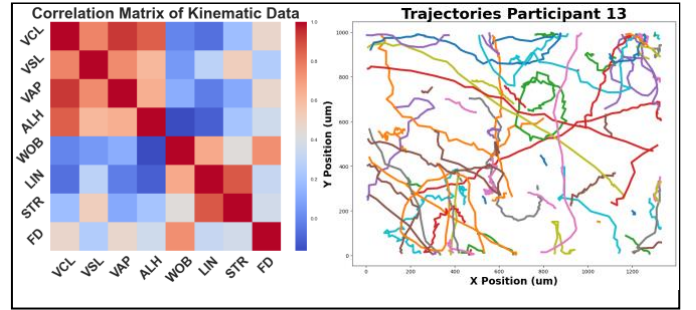 Correlation Matrix of Kinematic Data
VCL
VSL
VAP
ALH
WOB
LIN
STR
FD
VCL
VSL
VAP
ALH
WOB
LIN
STR
FD
1.0
0.8
0.6
0.4
0.2
0.0
Trajectories Participant 13
Y Position (um)
1000
800
600
400
200
0
0
200
400
600
800
1000
1200
X Position (um)